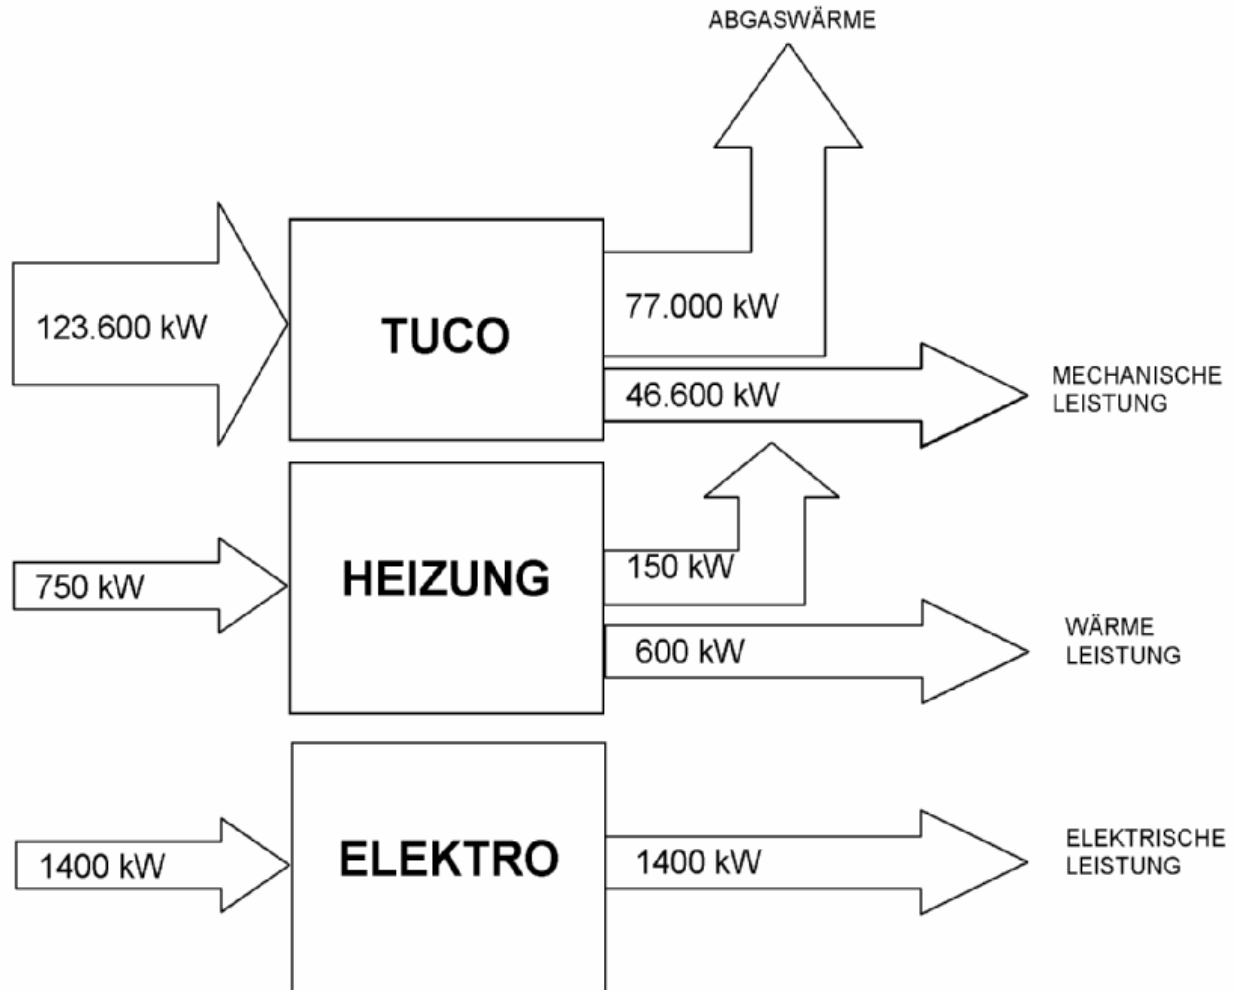 ABGASWÄRME
123.600 kW
TUCO
77.000 kW
46.600 kW
MECHANISCHE
LEISTUNG
750 kW
HEIZUNG
150 kW
600 kW
WÄRME
LEISTUNG
1400 kW
ELEKTRO
1400 kW
ELEKTRISCHE
LEISTUNG